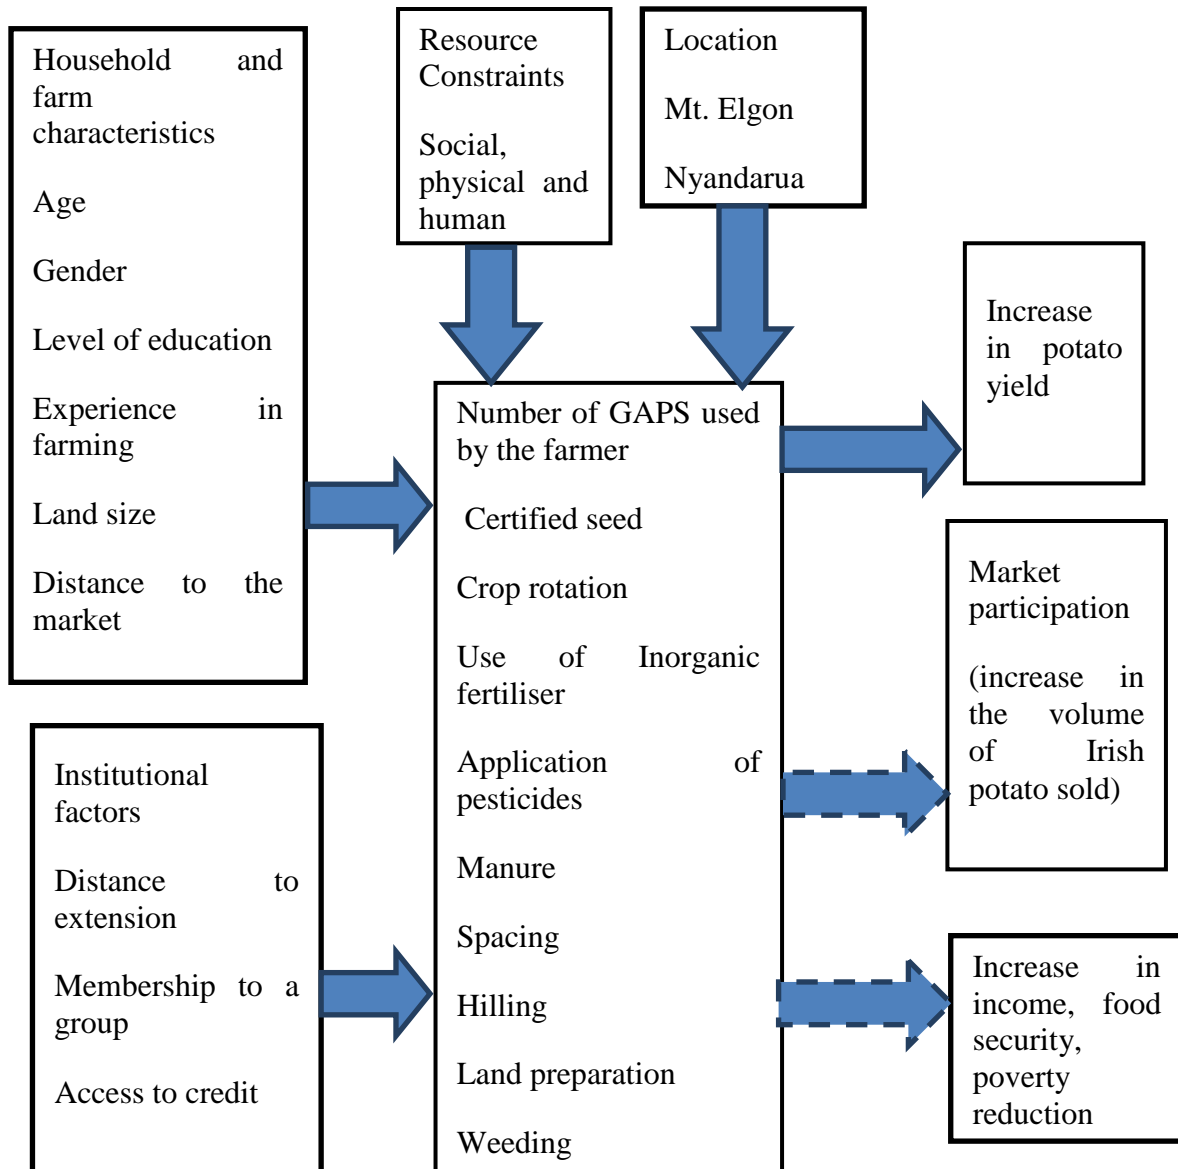 Household and
farm
characteristics
Age
Gender
Level of education
Experience in
farming
Land size
Distance to the
market
Resource
Constraints
Social,
physical and
human
Location
Mt. Elgon
Nyandarua
Institutional
factors
Distance to
extension
Membership to a
group
Access to credit
Number of GAPS used
by the farmer
Certified seed
Crop rotation
Use of Inorganic
fertiliser
Application of
pesticides
Manure
Spacing
Hilling
Land preparation
Weeding
Increase
in potato
yield
Market
participation
(increase in
the volume
of Irish
potato sold)
Increase in
income, food
security,
poverty
reduction